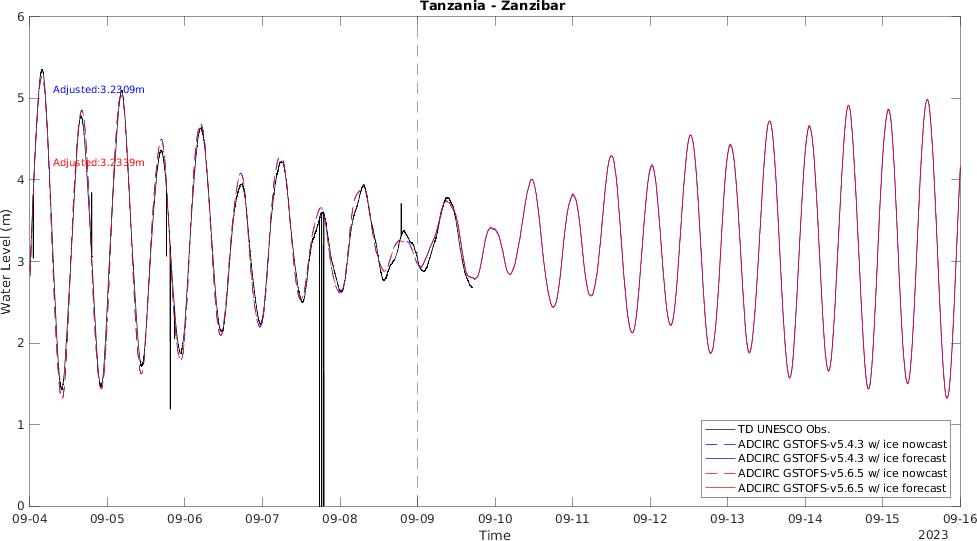 Tanzania - Zanzibar
6
5
4
3
2
1
0
Water Level (m)
Adjusted:3.2309m
Adjusted:3.2339m
TD UNESCO Obs.
ADCIRC GSTOFS-v5.4.3 w/ ice nowcast
ADCIRC GSTOFS-v5.4.3 w/ ice forecast
ADCIRC GSTOFS-v5.6.5 w/ ice nowcast
ADCIRC GSTOFS-v5.6.5 w/ ice forecast
09-04 09-05 09-06 09-07 09-08 09-09 09-10 09-11 09-12 09-13 09-14 09-15 09-16
Time
2023